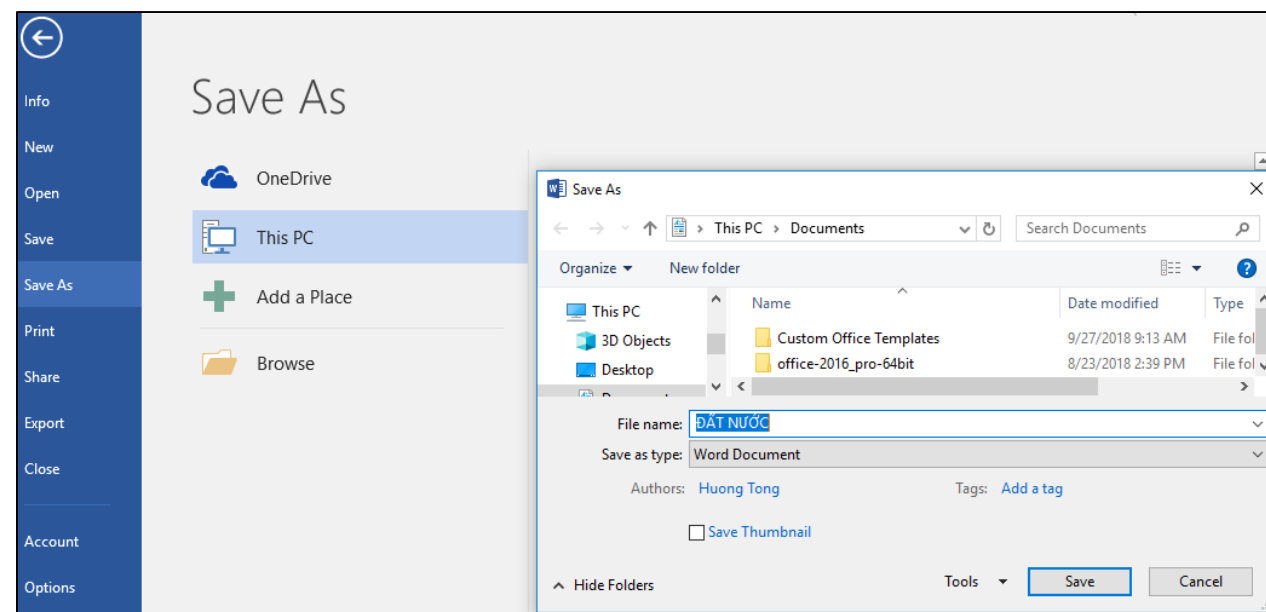 Save As
Info
New
Open
Save
Save As
Print
Share
Export
Close
Account
Options
OneDrive
This PC
Add a Place
Browse
Save As
This PC > Documents
Search Documents
Organize
New folder
Name Date modified Type
This PC
3D Objects
Desktop
Custom Office Templates 9/27/2018 9:13 AM File fol
office-2016_pro-64bit 8/23/2018 2:39 PM File fol
File name: ĐẤT NƯỚC
Save as type: Word Document
Authors: Huong Tong Tags: Add a tag
Save Thumbnail
Hide Folders Tools Save Cancel